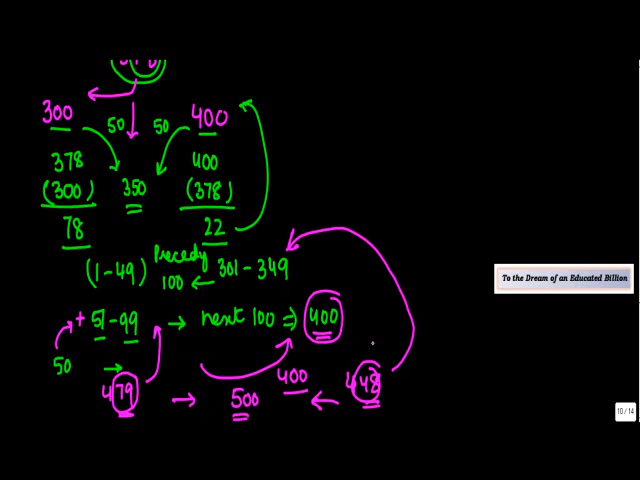 300 50 50 400
378 400
(300) 350 (378)
78 22
(1-49) Precedy 100 ← 301-349
+ 51-99 → next 100 ⇒ 400
50 →
479 → 500 400 ← 448
To the Dream of an Educated Billion
10 / 14